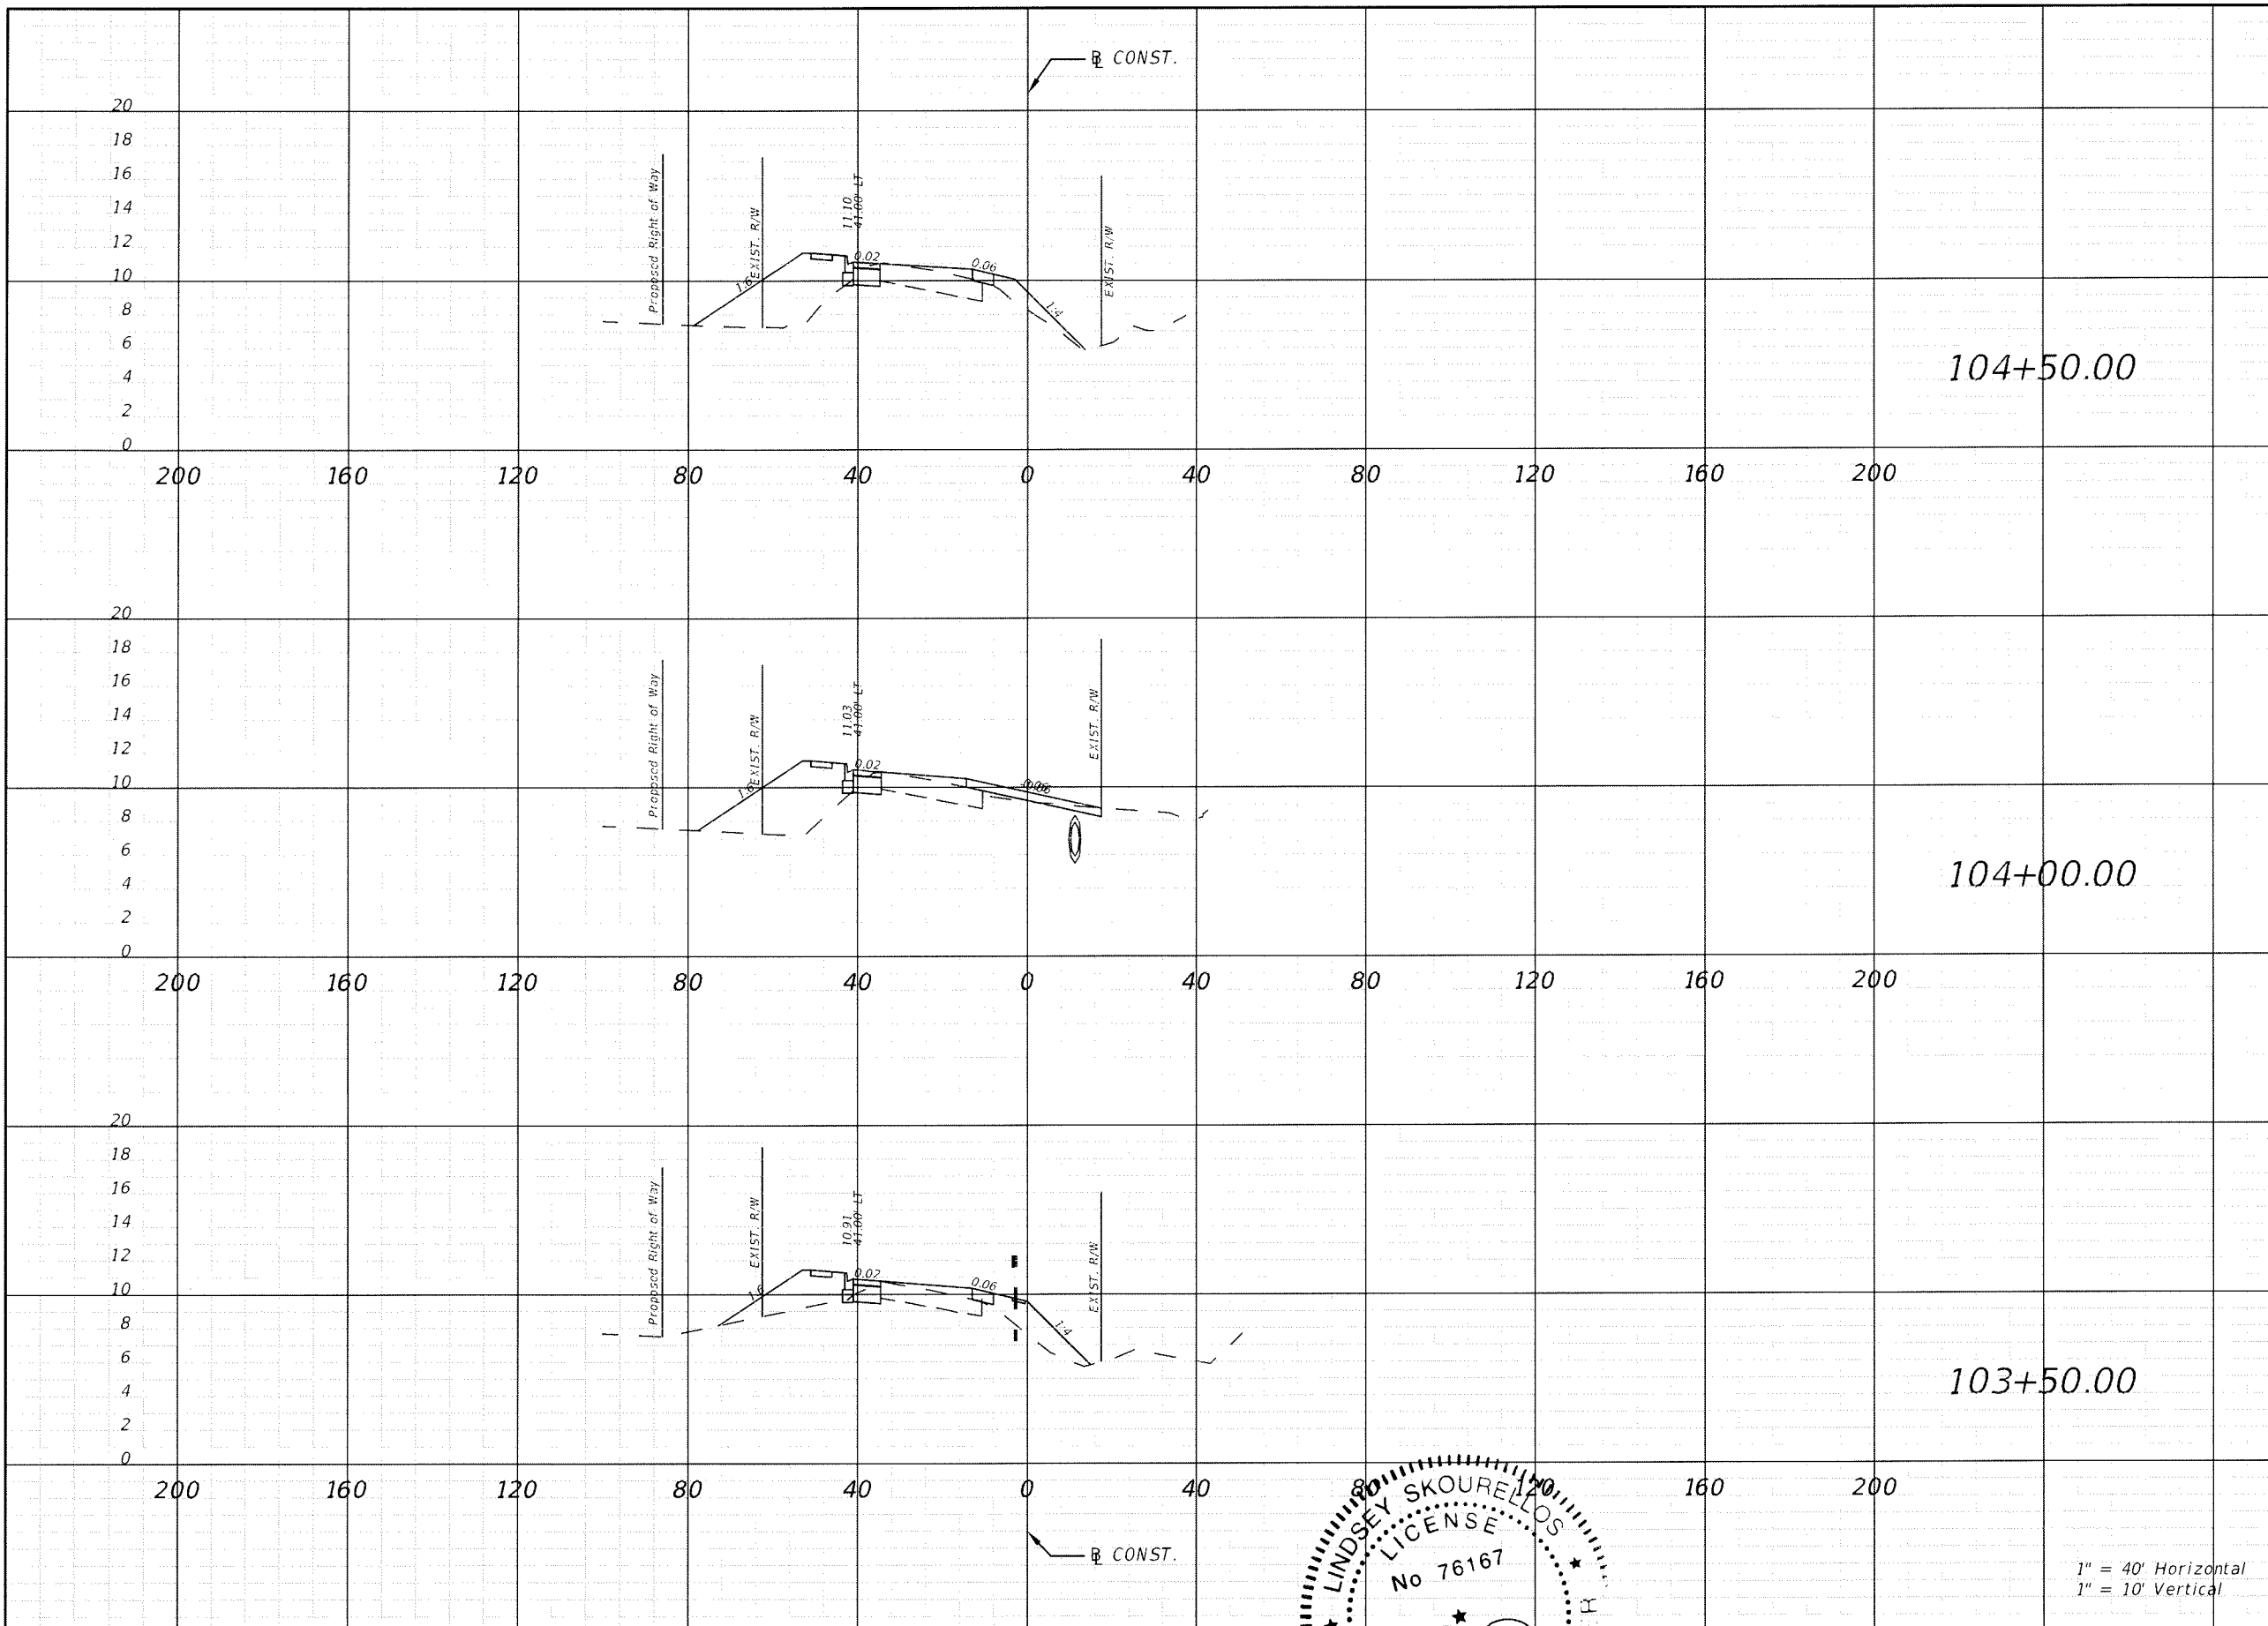 ℄ CONST.
20
18
16
14
12
10
8
6
4
2
0
Proposed Right of Way
EXIST. R/W
11.10
41.00' LT
EXIST. R/W
1:6
0.02
0.06
1:4
104+50.00
200 160 120 80 40 0 40 80 120 160 200
20
18
16
14
12
10
8
6
4
2
0
Proposed Right of Way
EXIST. R/W
11.03
41.00' LT
EXIST. R/W
1:6
0.02
104+00.00
200 160 120 80 40 0 40 80 120 160 200
20
18
16
14
12
10
8
6
4
2
0
Proposed Right of Way
EXIST. R/W
10.91
41.00' LT
EXIST. R/W
1:6
0.02
0.06
1:4
103+50.00
200 160 120 80 40 0 40 80 120 160 200
℄ CONST.
LINDSEY SKOURELLOS
LICENSE
No 76167
1" = 40' Horizontal
1" = 10' Vertical